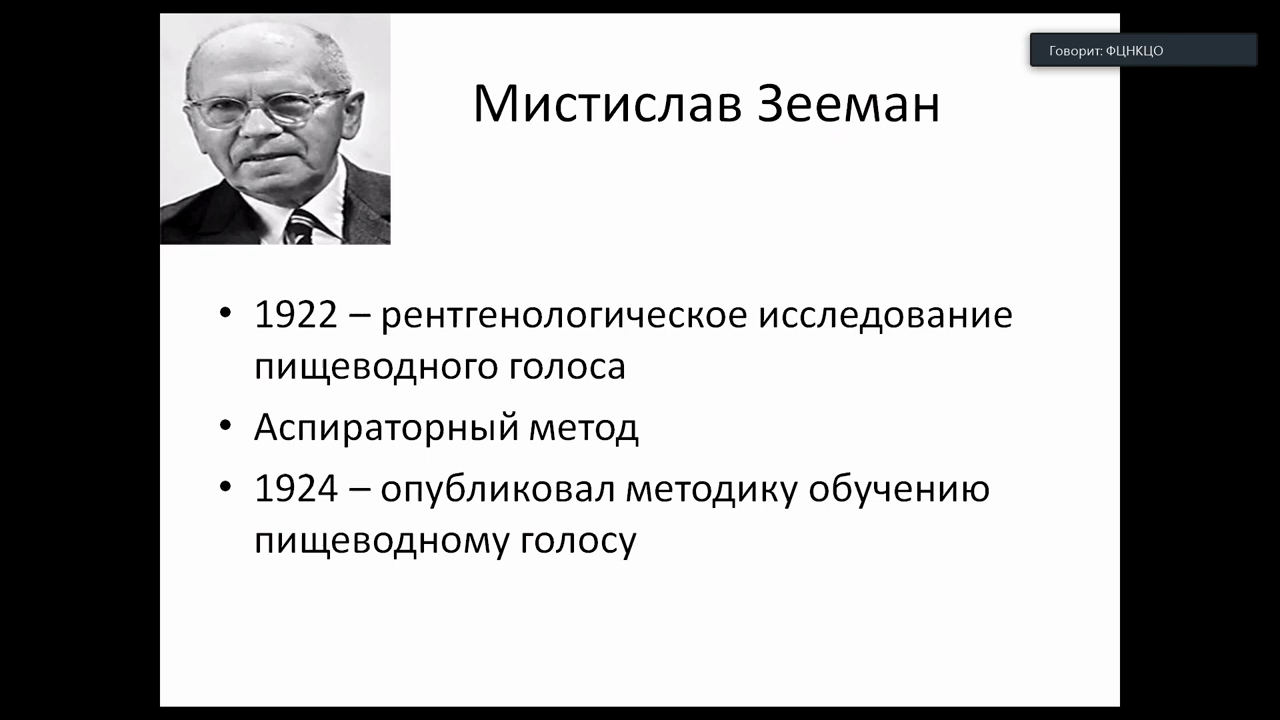 Говорит: ФЦНКЦО
Мистислав Зееман
• 1922 – рентгенологическое исследование
пищеводного голоса
• Аспираторный метод
• 1924 – опубликовал методику обучению
пищеводному голосу